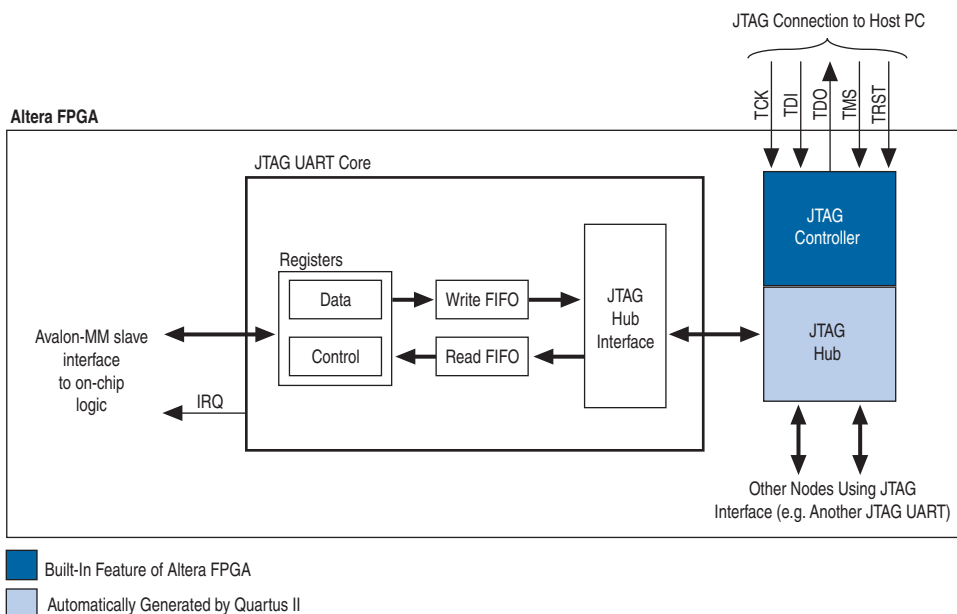 JTAG Connection to Host PC
TCK
TDI
TDO
TMS
TRST
Altera FPGA
JTAG UART Core
JTAG
Controller
Registers
Data
Write FIFO
JTAG
Hub
Interface
Control
Read FIFO
JTAG
Hub
Avalon-MM slave
interface
to on-chip
logic
IRQ
Other Nodes Using JTAG
Interface (e.g. Another JTAG UART)
Built-In Feature of Altera FPGA
Automatically Generated by Quartus II